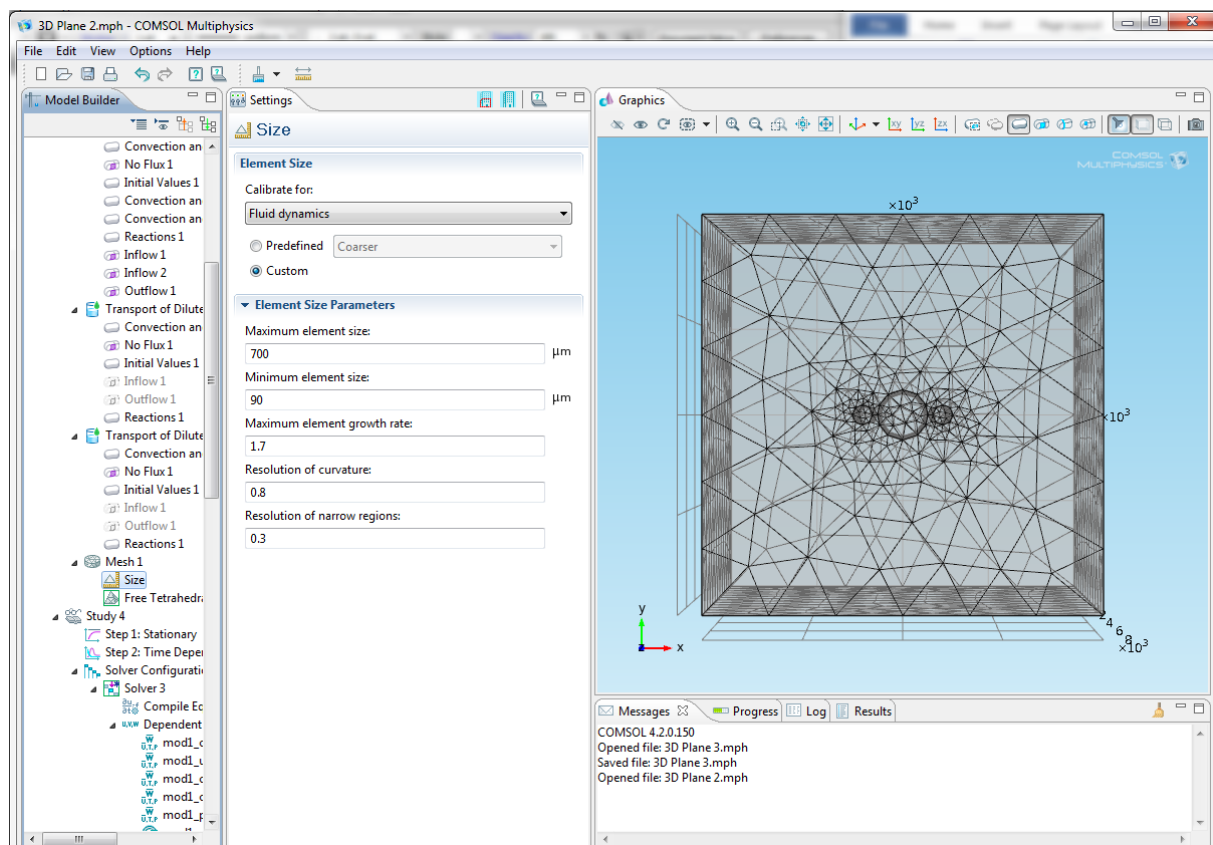 3D Plane 2.mph - COMSOL Multiphysics
File Edit View Options Help
Model Builder
Convection an
No Flux 1
Initial Values 1
Convection an
Convection an
Reactions 1
Inflow 1
Inflow 2
Outflow 1
Transport of Dilute
Convection an
No Flux 1
Initial Values 1
Inflow 1
Outflow 1
Reactions 1
Transport of Dilute
Convection an
No Flux 1
Initial Values 1
Inflow 1
Outflow 1
Reactions 1
Mesh 1
Size
Free Tetrahedra
Study 4
Step 1: Stationary
Step 2: Time Depe
Solver Configurati
Solver 3
Compile Eq
Dependent
mod1_c
mod1_u
mod1_c
mod1_c
mod1_p
Settings
Size
Element Size
Calibrate for:
Fluid dynamics
Predefined Coarser
Custom
Element Size Parameters
Maximum element size:
700 μm
Minimum element size:
90 μm
Maximum element growth rate:
1.7
Resolution of curvature:
0.8
Resolution of narrow regions:
0.3
Graphics
xy yz zx
COMSOL
MULTIPHYSICS
×10³
×10³
2
4
6
8
×10³
y
x
Messages Progress Log Results
COMSOL 4.2.0.150
Opened file: 3D Plane 3.mph
Saved file: 3D Plane 3.mph
Opened file: 3D Plane 2.mph